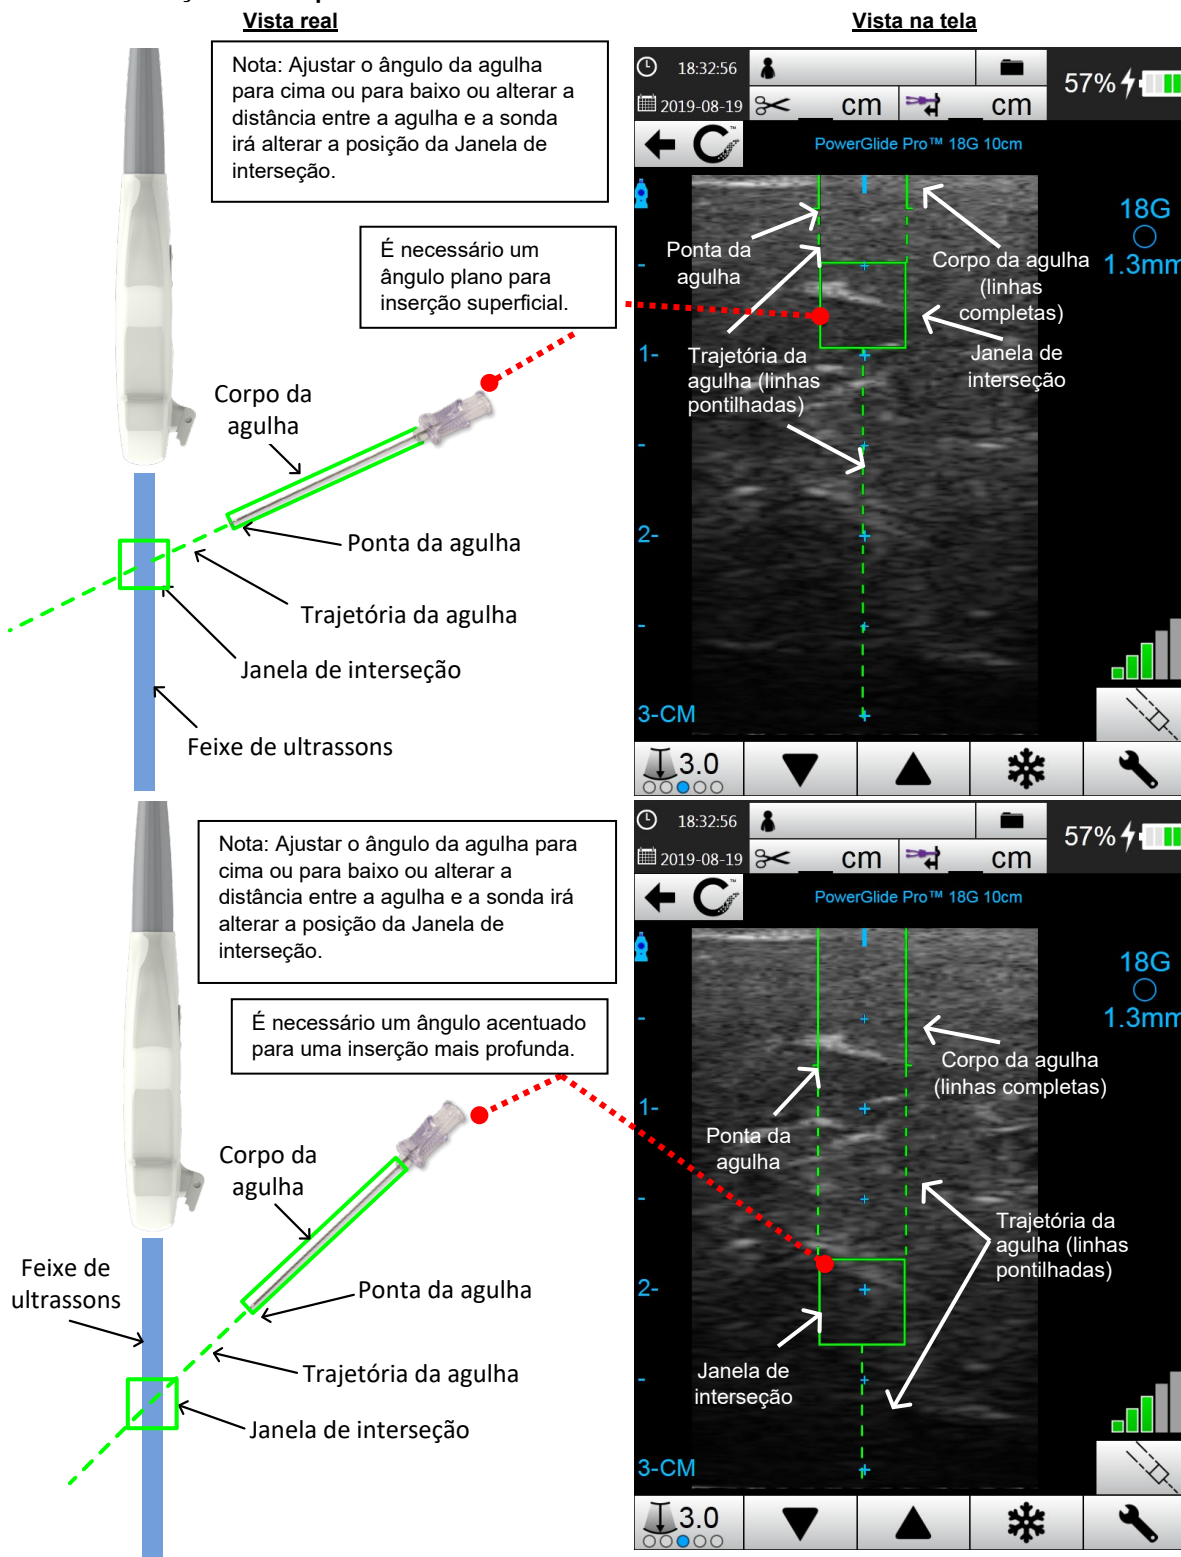 Vista real
Vista na tela
Nota: Ajustar o ângulo da agulha
para cima ou para baixo ou alterar a
distância entre a agulha e a sonda
irá alterar a posição da Janela de
interseção.
É necessário um
ângulo plano para
inserção superficial.
Corpo da
agulha
Ponta da agulha
Trajetória da agulha
Janela de interseção
Feixe de ultrassons
18:32:56
57%
2019-08-19
cm
cm
PowerGlide Pro™ 18G 10cm
18G
1.3mm
Ponta da
agulha
Corpo da agulha
(linhas
completas)
Trajetória da
agulha (linhas
pontilhadas)
Janela de
interseção
1-
2-
3-CM
3.0
Nota: Ajustar o ângulo da agulha para
cima ou para baixo ou alterar a
distância entre a agulha e a sonda irá
alterar a posição da Janela de
interseção.
É necessário um ângulo acentuado
para uma inserção mais profunda.
Corpo da
agulha
Feixe de
ultrassons
Ponta da agulha
Trajetória da agulha
Janela de interseção
18:32:56
57%
2019-08-19
cm
cm
PowerGlide Pro™ 18G 10cm
18G
1.3mm
Corpo da agulha
(linhas completas)
1-
Ponta da
agulha
Trajetória da
agulha (linhas
pontilhadas)
2-
Janela de
interseção
3-CM
3.0